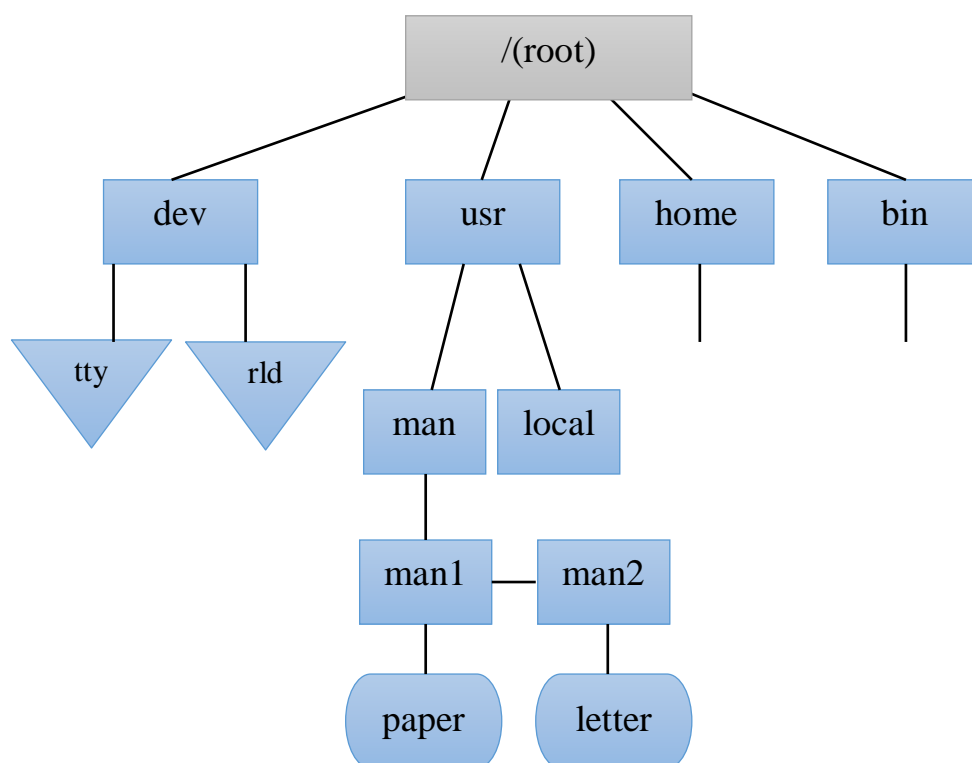 /(root)
dev
usr
home
bin
tty
rld
man
local
man1
man2
paper
letter